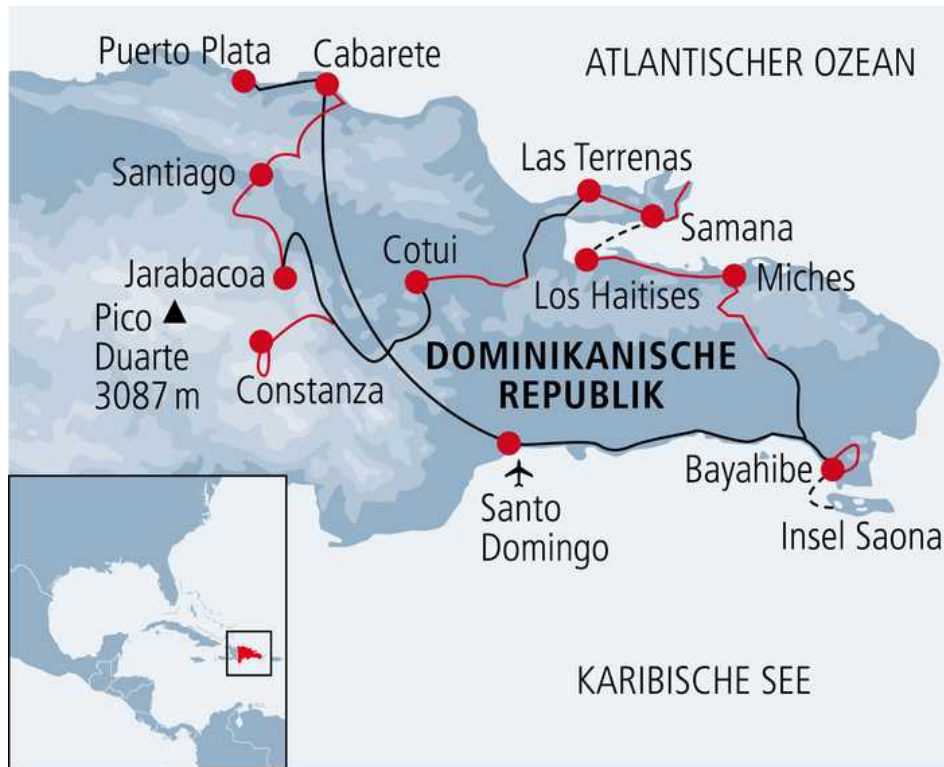 Puerto Plata
Cabarete
ATLANTISCHER OZEAN
Santiago
Las Terrenas
Samana
Cotui
Jarabacoa
Los Haitises
Miches
Pico
Duarte
3087 m
Constanza
DOMINIKANISCHE
REPUBLIK
Bayahibe
Santo
Domingo
Insel Saona
KARIBISCHE SEE